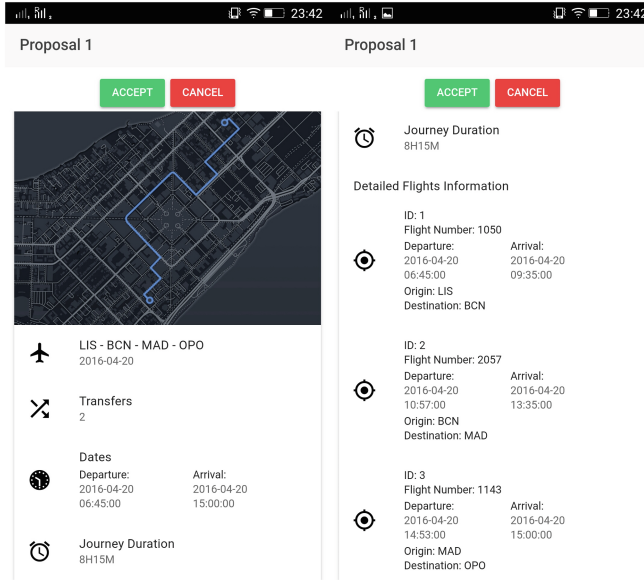 23:42
Proposal 1
ACCEPT
CANCEL
LIS - BCN - MAD - OPO
2016-04-20
Transfers
2
Dates
Departure:
Arrival:
2016-04-20
2016-04-20
06:45:00
15:00:00
Journey Duration
8H15M
23:42
Proposal 1
ACCEPT
CANCEL
Journey Duration
8H15M
Detailed Flights Information
ID: 1
Flight Number: 1050
Departure:
Arrival:
2016-04-20
2016-04-20
06:45:00
09:35:00
Origin: LIS
Destination: BCN
ID: 2
Flight Number: 2057
Departure:
Arrival:
2016-04-20
2016-04-20
10:57:00
13:35:00
Origin: BCN
Destination: MAD
ID: 3
Flight Number: 1143
Departure:
Arrival:
2016-04-20
2016-04-20
14:53:00
15:00:00
Origin: MAD
Destination: OPO